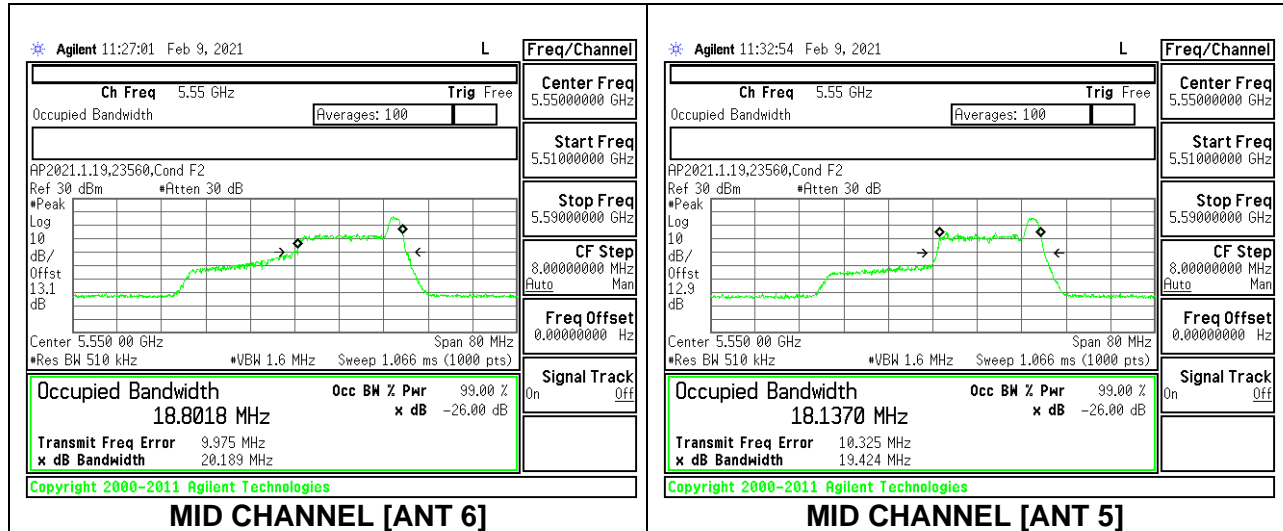 Agilent 11:27:01 Feb 9, 2021 L
Freq/Channel
Ch Freq 5.55 GHz Trig Free
Occupied Bandwidth Averages: 100
AP2021.1.19,23560,Cond F2
Ref 30 dBm #Atten 30 dB
#Peak
Log
10
dB/
Offst
13.1
dB
Center 5.550 00 GHz Span 80 MHz
#Res BW 510 kHz #VBW 1.6 MHz Sweep 1.066 ms (1000 pts)
Occupied Bandwidth Occ BW % Pwr 99.00 %
18.8018 MHz x dB -26.00 dB
Transmit Freq Error 9.975 MHz
x dB Bandwidth 20.189 MHz
Copyright 2000-2011 Agilent Technologies
Center Freq
5.55000000 GHz
Start Freq
5.51000000 GHz
Stop Freq
5.59000000 GHz
CF Step
8.00000000 MHz
Auto Man
Freq Offset
0.00000000 Hz
Signal Track
On Off
MID CHANNEL [ANT 6]
Agilent 11:32:54 Feb 9, 2021 L
Freq/Channel
Ch Freq 5.55 GHz Trig Free
Occupied Bandwidth Averages: 100
AP2021.1.19,23560,Cond F2
Ref 30 dBm #Atten 30 dB
#Peak
Log
10
dB/
Offst
12.9
dB
Center 5.550 00 GHz Span 80 MHz
#Res BW 510 kHz #VBW 1.6 MHz Sweep 1.066 ms (1000 pts)
Occupied Bandwidth Occ BW % Pwr 99.00 %
18.1370 MHz x dB -26.00 dB
Transmit Freq Error 10.325 MHz
x dB Bandwidth 19.424 MHz
Copyright 2000-2011 Agilent Technologies
Center Freq
5.55000000 GHz
Start Freq
5.51000000 GHz
Stop Freq
5.59000000 GHz
CF Step
8.00000000 MHz
Auto Man
Freq Offset
0.00000000 Hz
Signal Track
On Off
MID CHANNEL [ANT 5]